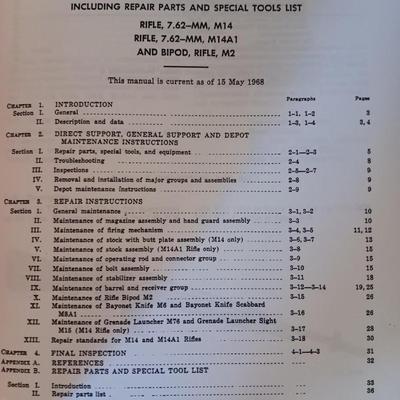 INCLUDING REPAIR PARTS AND SPECIAL TOOLS LIST
RIFLE, 7.62-MM, M14
RIFLE, 7.62-MM, M14A1
AND BIPOD, RIFLE, M2
This manual is current as of 15 May 1968
Paragraphs Pages
CHAPTER 1. INTRODUCTION
Section I. General 1-1, 1-2 3
II. Description and data 1-3, 1-4 3, 4
CHAPTER 2. DIRECT SUPPORT, GENERAL SUPPORT AND DEPOT
MAINTENANCE INSTRUCTIONS
Section I. Repair parts, special tools, and equipment 2-1—2-3 5
II. Troubleshooting 2-4 8
III. Inspections 2-5—2-7 9
IV. Removal and installation of major groups and assemblies 2-8 9
V. Depot maintenance instructions 2-9 9
CHAPTER 3. REPAIR INSTRUCTIONS
Section I. General maintenance 3-1, 3-2 10
II. Maintenance of magazine assembly and hand guard assembly 3-3 10
III. Maintenance of firing mechanism 3-4, 3-5 11, 12
IV. Maintenance of stock with butt plate assembly (M14 only) 3-6, 3-7 13
V. Maintenance of stock assembly (M14A1 Rifle only) 3-8 15
VI. Maintenance of operating rod and connector group 3-9 15
VII. Maintenance of bolt assembly 3-10 15
VIII. Maintenance of stabilizer assembly 3-11 18
IX. Maintenance of barrel and receiver group 3-12—3-14 19, 25
X. Maintenance of Rifle Bipod M2 3-15 26
XI. Maintenance of Bayonet Knife M6 and Bayonet Knife Scabbard
M8A1 3-16 26
XII. Maintenance of Grenade Launcher M76 and Grenade Launcher Sight
M15 (M14 Rifle Only) 3-17 28
XIII. Repair standards for M14 and M14A1 Rifles 3-18 30
CHAPTER 4. FINAL INSPECTION 4-1—4-3 31
APPENDIX A. REFERENCES 32
APPENDIX B. REPAIR PARTS AND SPECIAL TOOL LIST
Section I. Introduction 33
II. Repair parts list 36